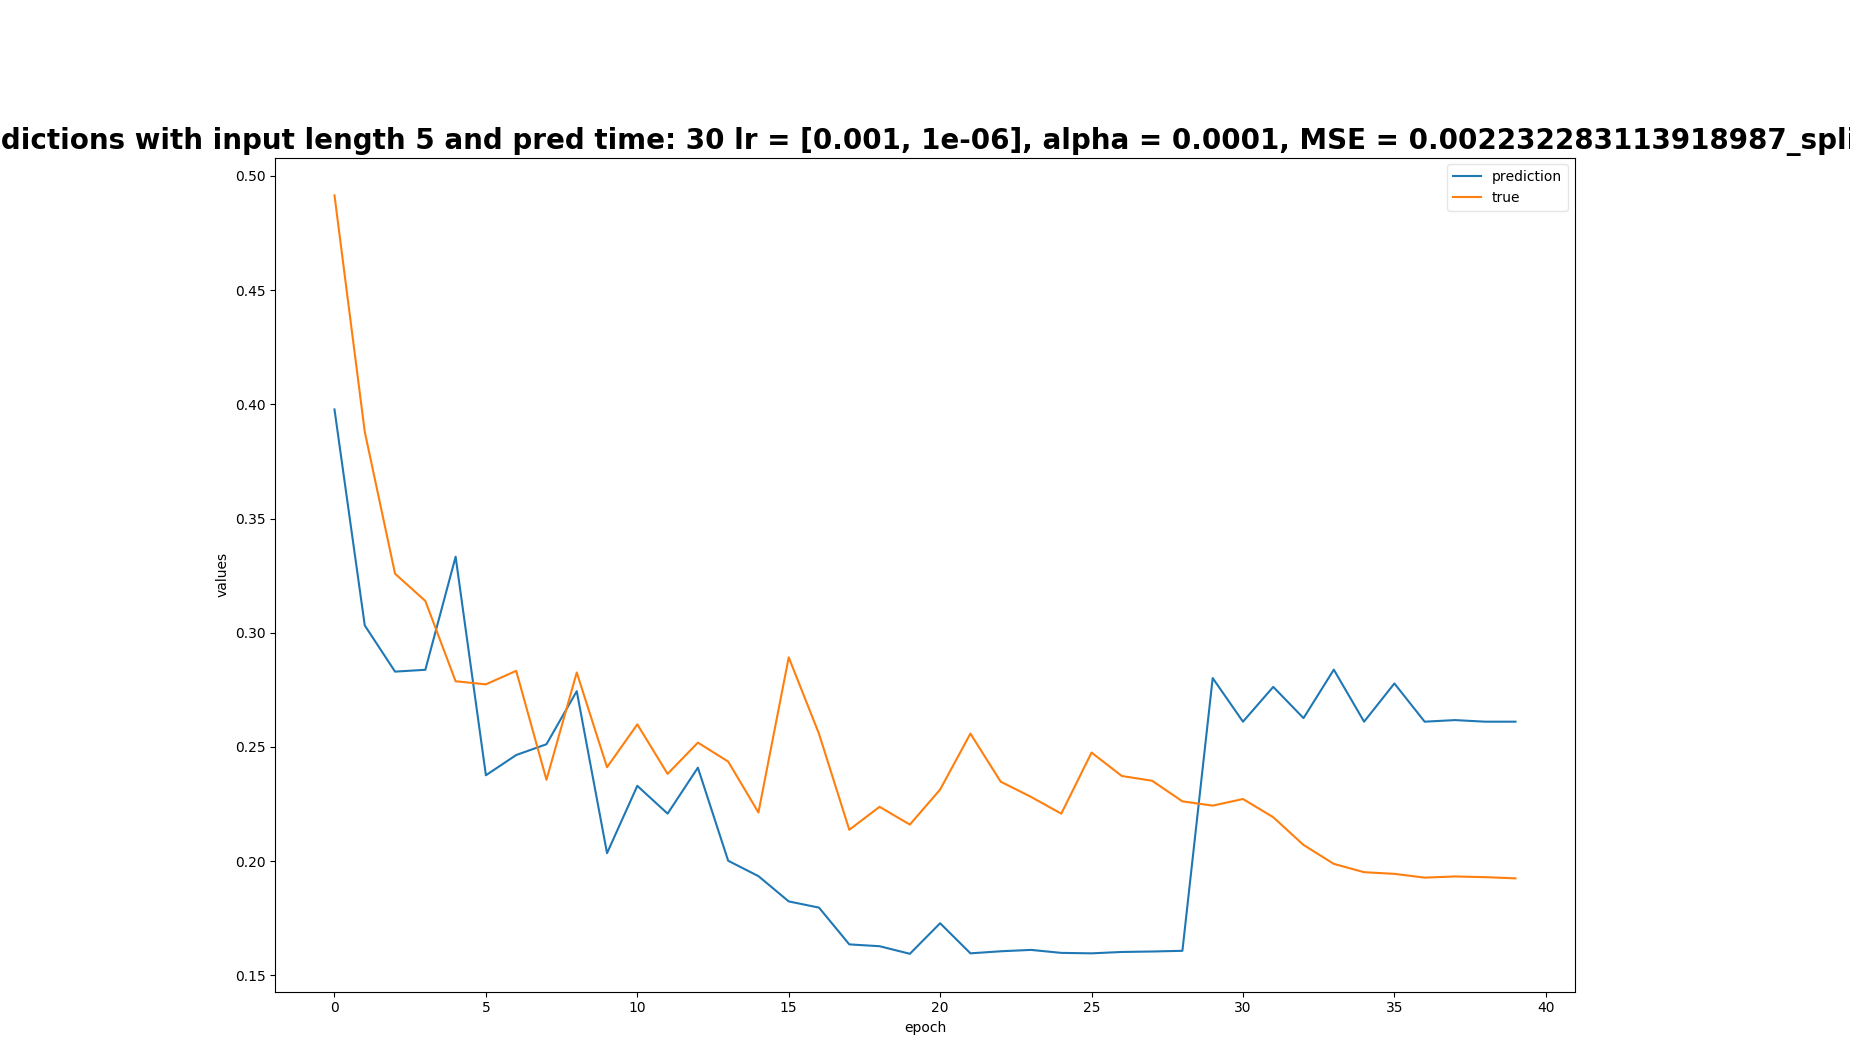 dictions with input length 5 and pred time: 30 lr = [0.001, 1e-06], alpha = 0.0001, MSE = 0.002232283113918987_spli
prediction
true
0.50
0.45
0.40
0.35
0.30
0.25
0.20
0.15
values
0 5 10 15 20 25 30 35 40
epoch